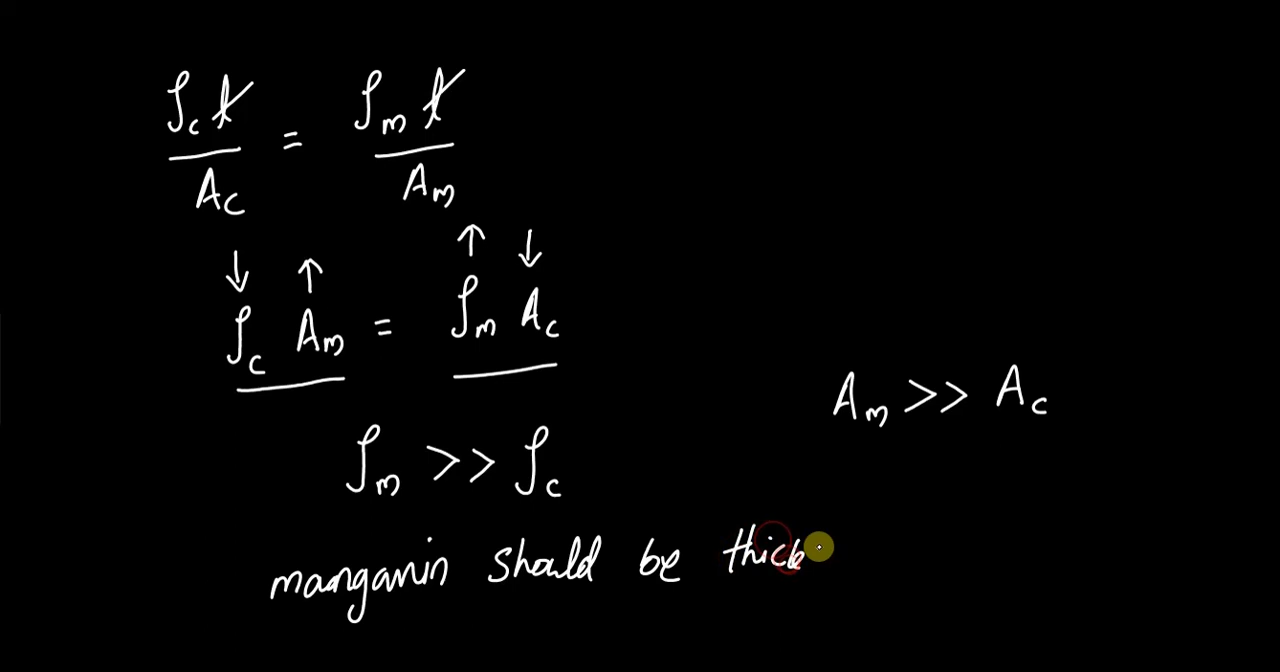 ρc l / Ac = ρm l / Am
↓ ↑ ↑ ↓
ρc Am = ρm Ac
Am >> Ac
ρm >> ρc
manganin should be thick